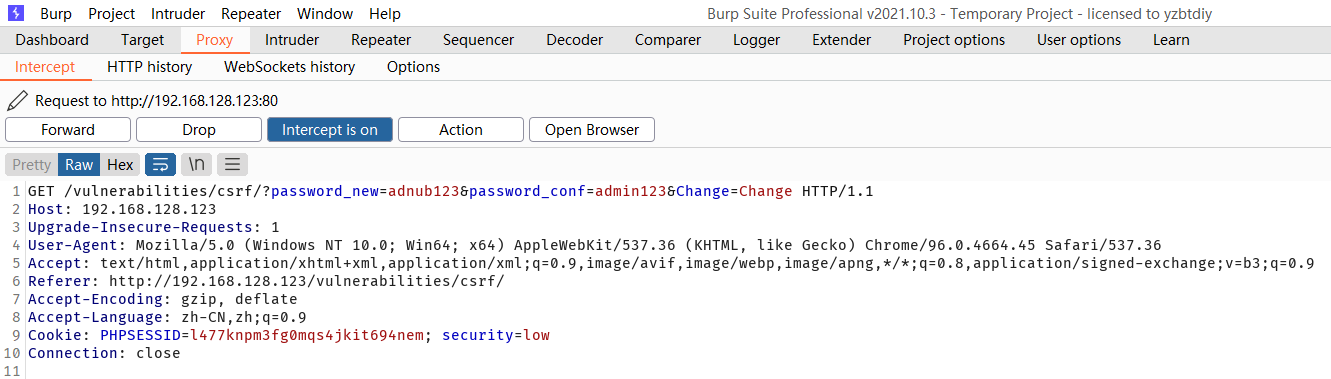 Burp Project Intruder Repeater Window Help Burp Suite Professional v2021.10.3 - Temporary Project - licensed to yzbtdiy
Dashboard Target Proxy Intruder Repeater Sequencer Decoder Comparer Logger Extender Project options User options Learn
Intercept HTTP history WebSockets history Options
Request to http://192.168.128.123:80
Forward Drop Intercept is on Action Open Browser
Pretty Raw Hex \n
1 GET /vulnerabilities/csrf/?password_new=adnub123&password_conf=admin123&Change=Change HTTP/1.1
2 Host: 192.168.128.123
3 Upgrade-Insecure-Requests: 1
4 User-Agent: Mozilla/5.0 (Windows NT 10.0; Win64; x64) AppleWebKit/537.36 (KHTML, like Gecko) Chrome/96.0.4664.45 Safari/537.36
5 Accept: text/html,application/xhtml+xml,application/xml;q=0.9,image/avif,image/webp,image/apng,*/*;q=0.8,application/signed-exchange;v=b3;q=0.9
6 Referer: http://192.168.128.123/vulnerabilities/csrf/
7 Accept-Encoding: gzip, deflate
8 Accept-Language: zh-CN,zh;q=0.9
9 Cookie: PHPSESSID=l477knpm3fg0mqs4jkit694nem; security=low
10 Connection: close
11